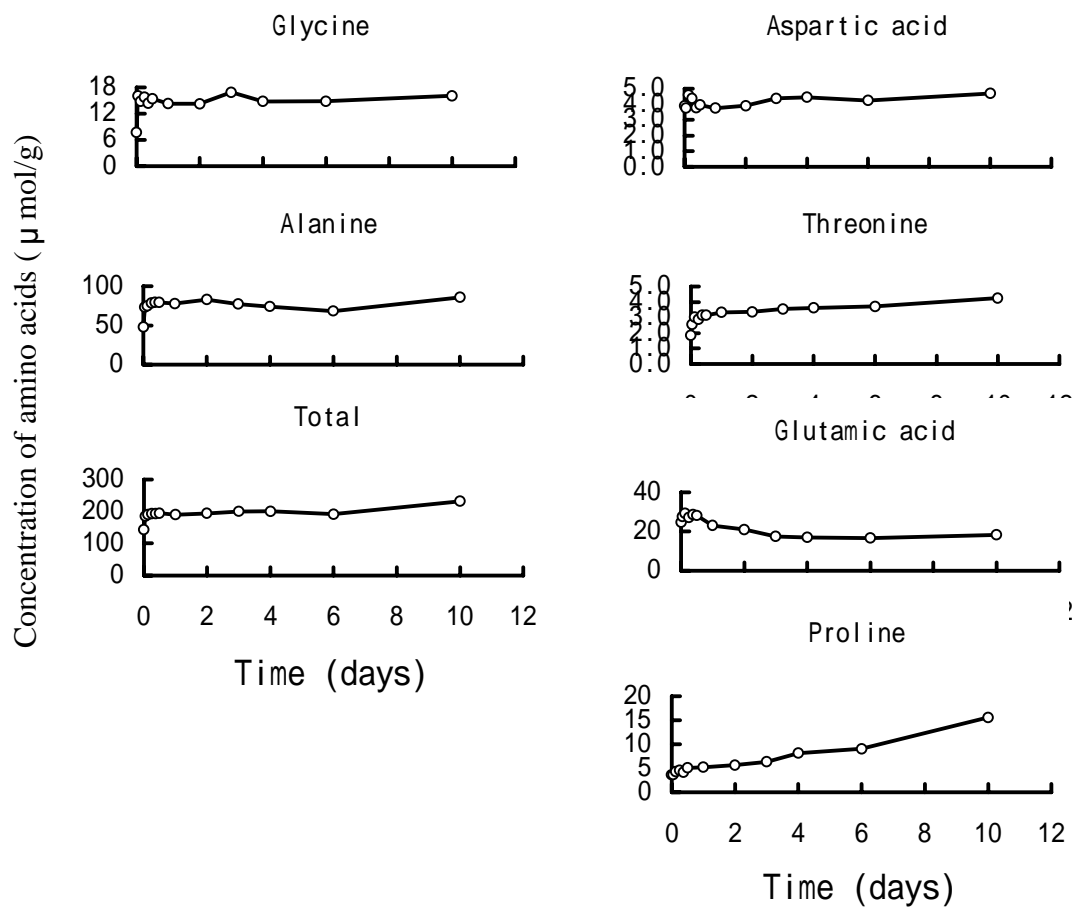 Glycine
Aspartic acid
18
12
6
0
5.0
4.0
3.0
2.0
1.0
0.0
Concentration of amino acids ( μ mol/g)
Alanine
Threonine
100
50
0
5.0
4.0
3.0
2.0
1.0
0.0
Total
Glutamic acid
300
200
100
0
40
20
0
0 2 4 6 8 10 12
Time (days)
Proline
20
15
10
5
0
0 2 4 6 8 10 12
Time (days)